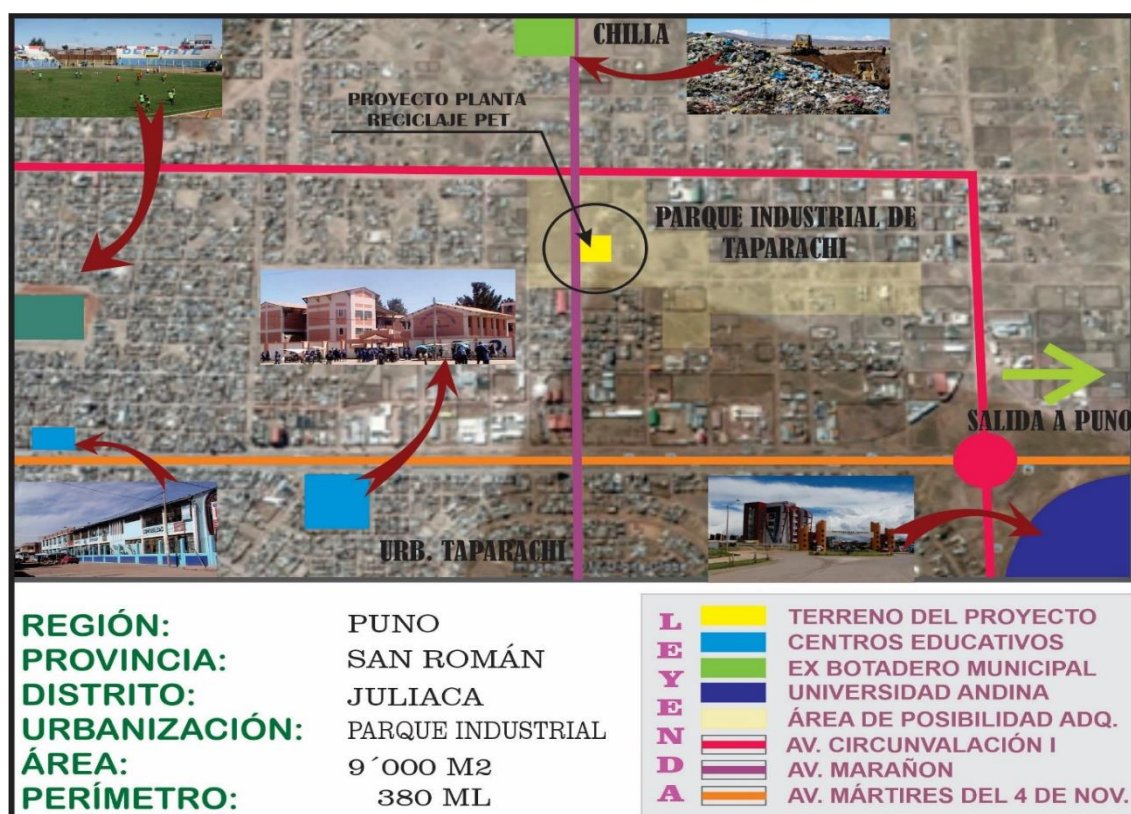 CHILLA
PROYECTO PLANTA
RECICLAJE PET
PARQUE INDUSTRIAL DE
TAPARACHI
SALIDA A PUNO
URB. TAPARACHI
REGIÓN: PUNO
PROVINCIA: SAN ROMÁN
DISTRITO: JULIACA
URBANIZACIÓN: PARQUE INDUSTRIAL
ÁREA: 9´000 M2
PERÍMETRO: 380 ML
LEYENDA
TERRENO DEL PROYECTO
CENTROS EDUCATIVOS
EX BOTADERO MUNICIPAL
UNIVERSIDAD ANDINA
ÁREA DE POSIBILIDAD ADQ.
AV. CIRCUNVALACIÓN I
AV. MARAÑON
AV. MÁRTIRES DEL 4 DE NOV.